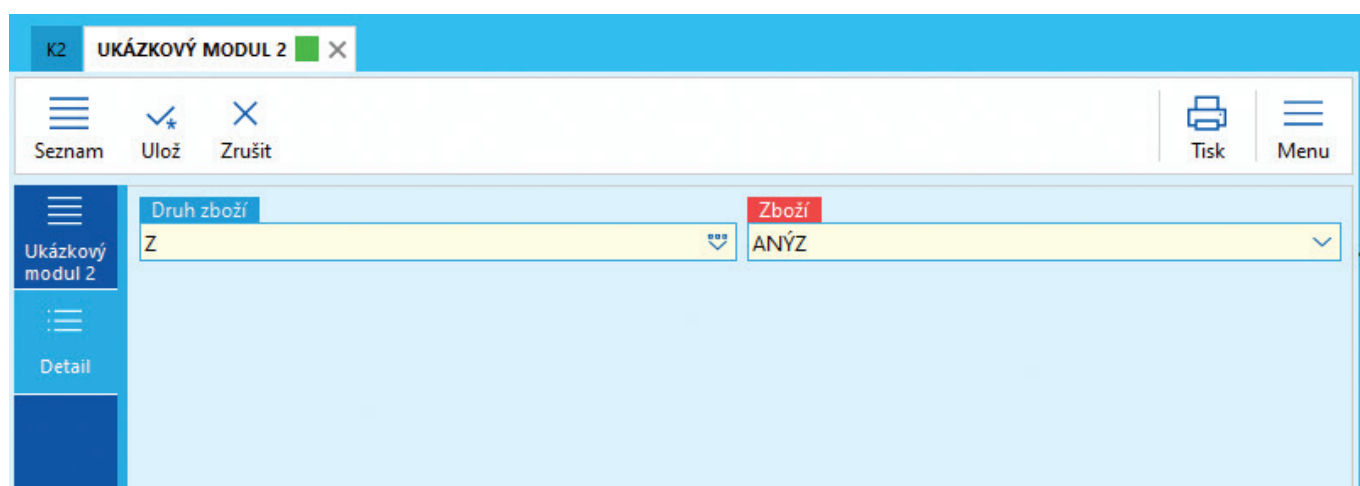 K2 UKÁZKOVÝ MODUL 2
Seznam Ulož Zrušit Tisk Menu
Druh zboží Zboží
Z ANÝZ
Ukázkový
modul 2
Detail